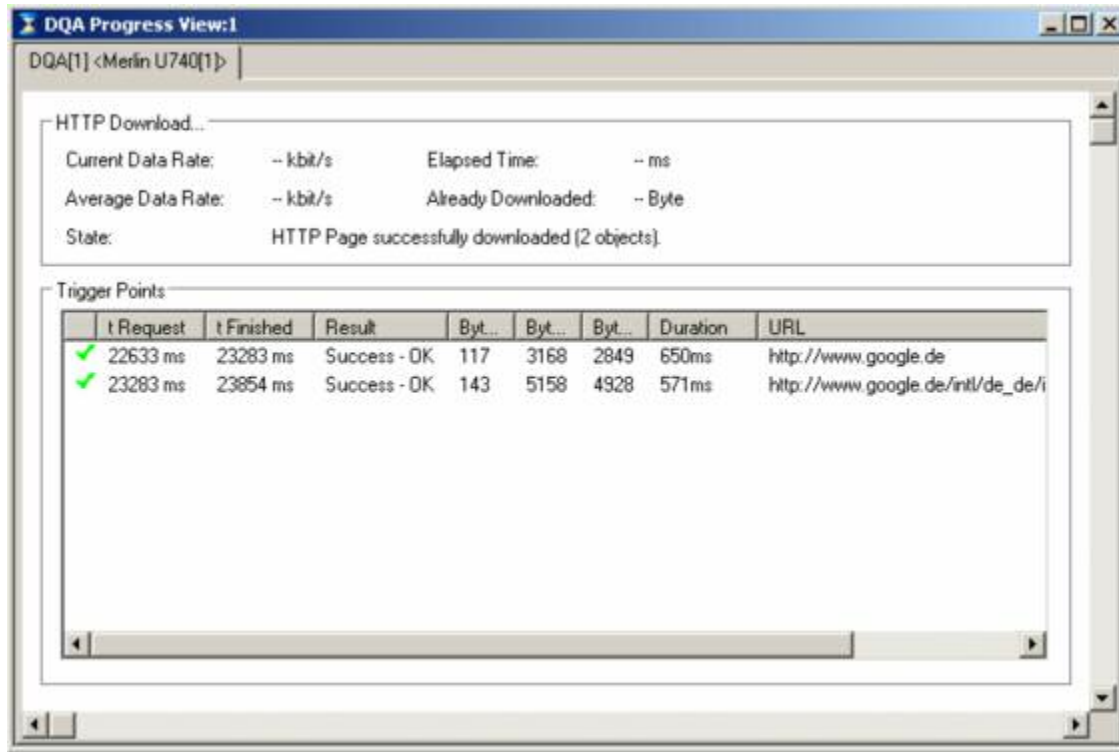 DQA Progress View:1
DQA[1] <Merlin U740[1]>
HTTP Download...
Current Data Rate: -- kbit/s Elapsed Time: -- ms
Average Data Rate: -- kbit/s Already Downloaded: -- Byte
State: HTTP Page successfully downloaded (2 objects).
Trigger Points
t Request t Finished Result Byt... Byt... Byt... Duration URL
22633 ms 23283 ms Success - OK 117 3168 2849 650ms http://www.google.de
23283 ms 23854 ms Success - OK 143 5158 4928 571ms http://www.google.de/intl/de_de/i